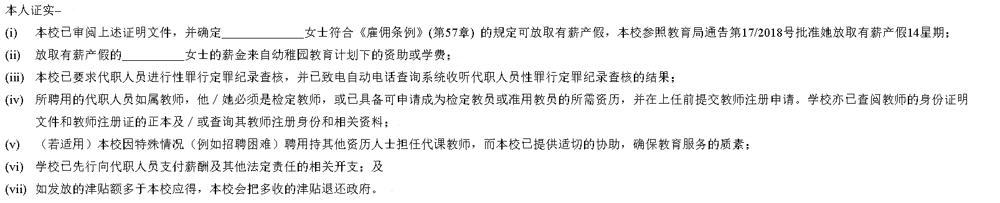 本人证实–
(i) 本校已审阅上述证明文件，并确定_____________女士符合《雇佣条例》(第57章) 的规定可放取有薪产假，本校参照教育局通告第17/2018号批准她放取有薪产假14星期；
(ii) 放取有薪产假的__________女士的薪金来自幼稚园教育计划下的资助或学费；
(iii) 本校已要求代职人员进行性罪行定罪纪录查核，并已致电自动电话查询系统收听代职人员性罪行定罪纪录查核的结果；
(iv) 所聘用的代职人员如属教师，他／她必须是检定教师，或已具备可申请成为检定教员或准用教员的所需资历，并在上任前提交教师注册申请。学校亦已查阅教师的身份证明
文件和教师注册证的正本及／或查询其教师注册身份和相关资料；
(v) （若适用）本校因特殊情况（例如招聘困难）聘用持其他资历人士担任代课教师，而本校已提供适切的协助，确保教育服务的质素；
(vi) 学校已先行向代职人员支付薪酬及其他法定责任的相关开支；及
(vii) 如发放的津贴额多于本校应得，本校会把多收的津贴退还政府。